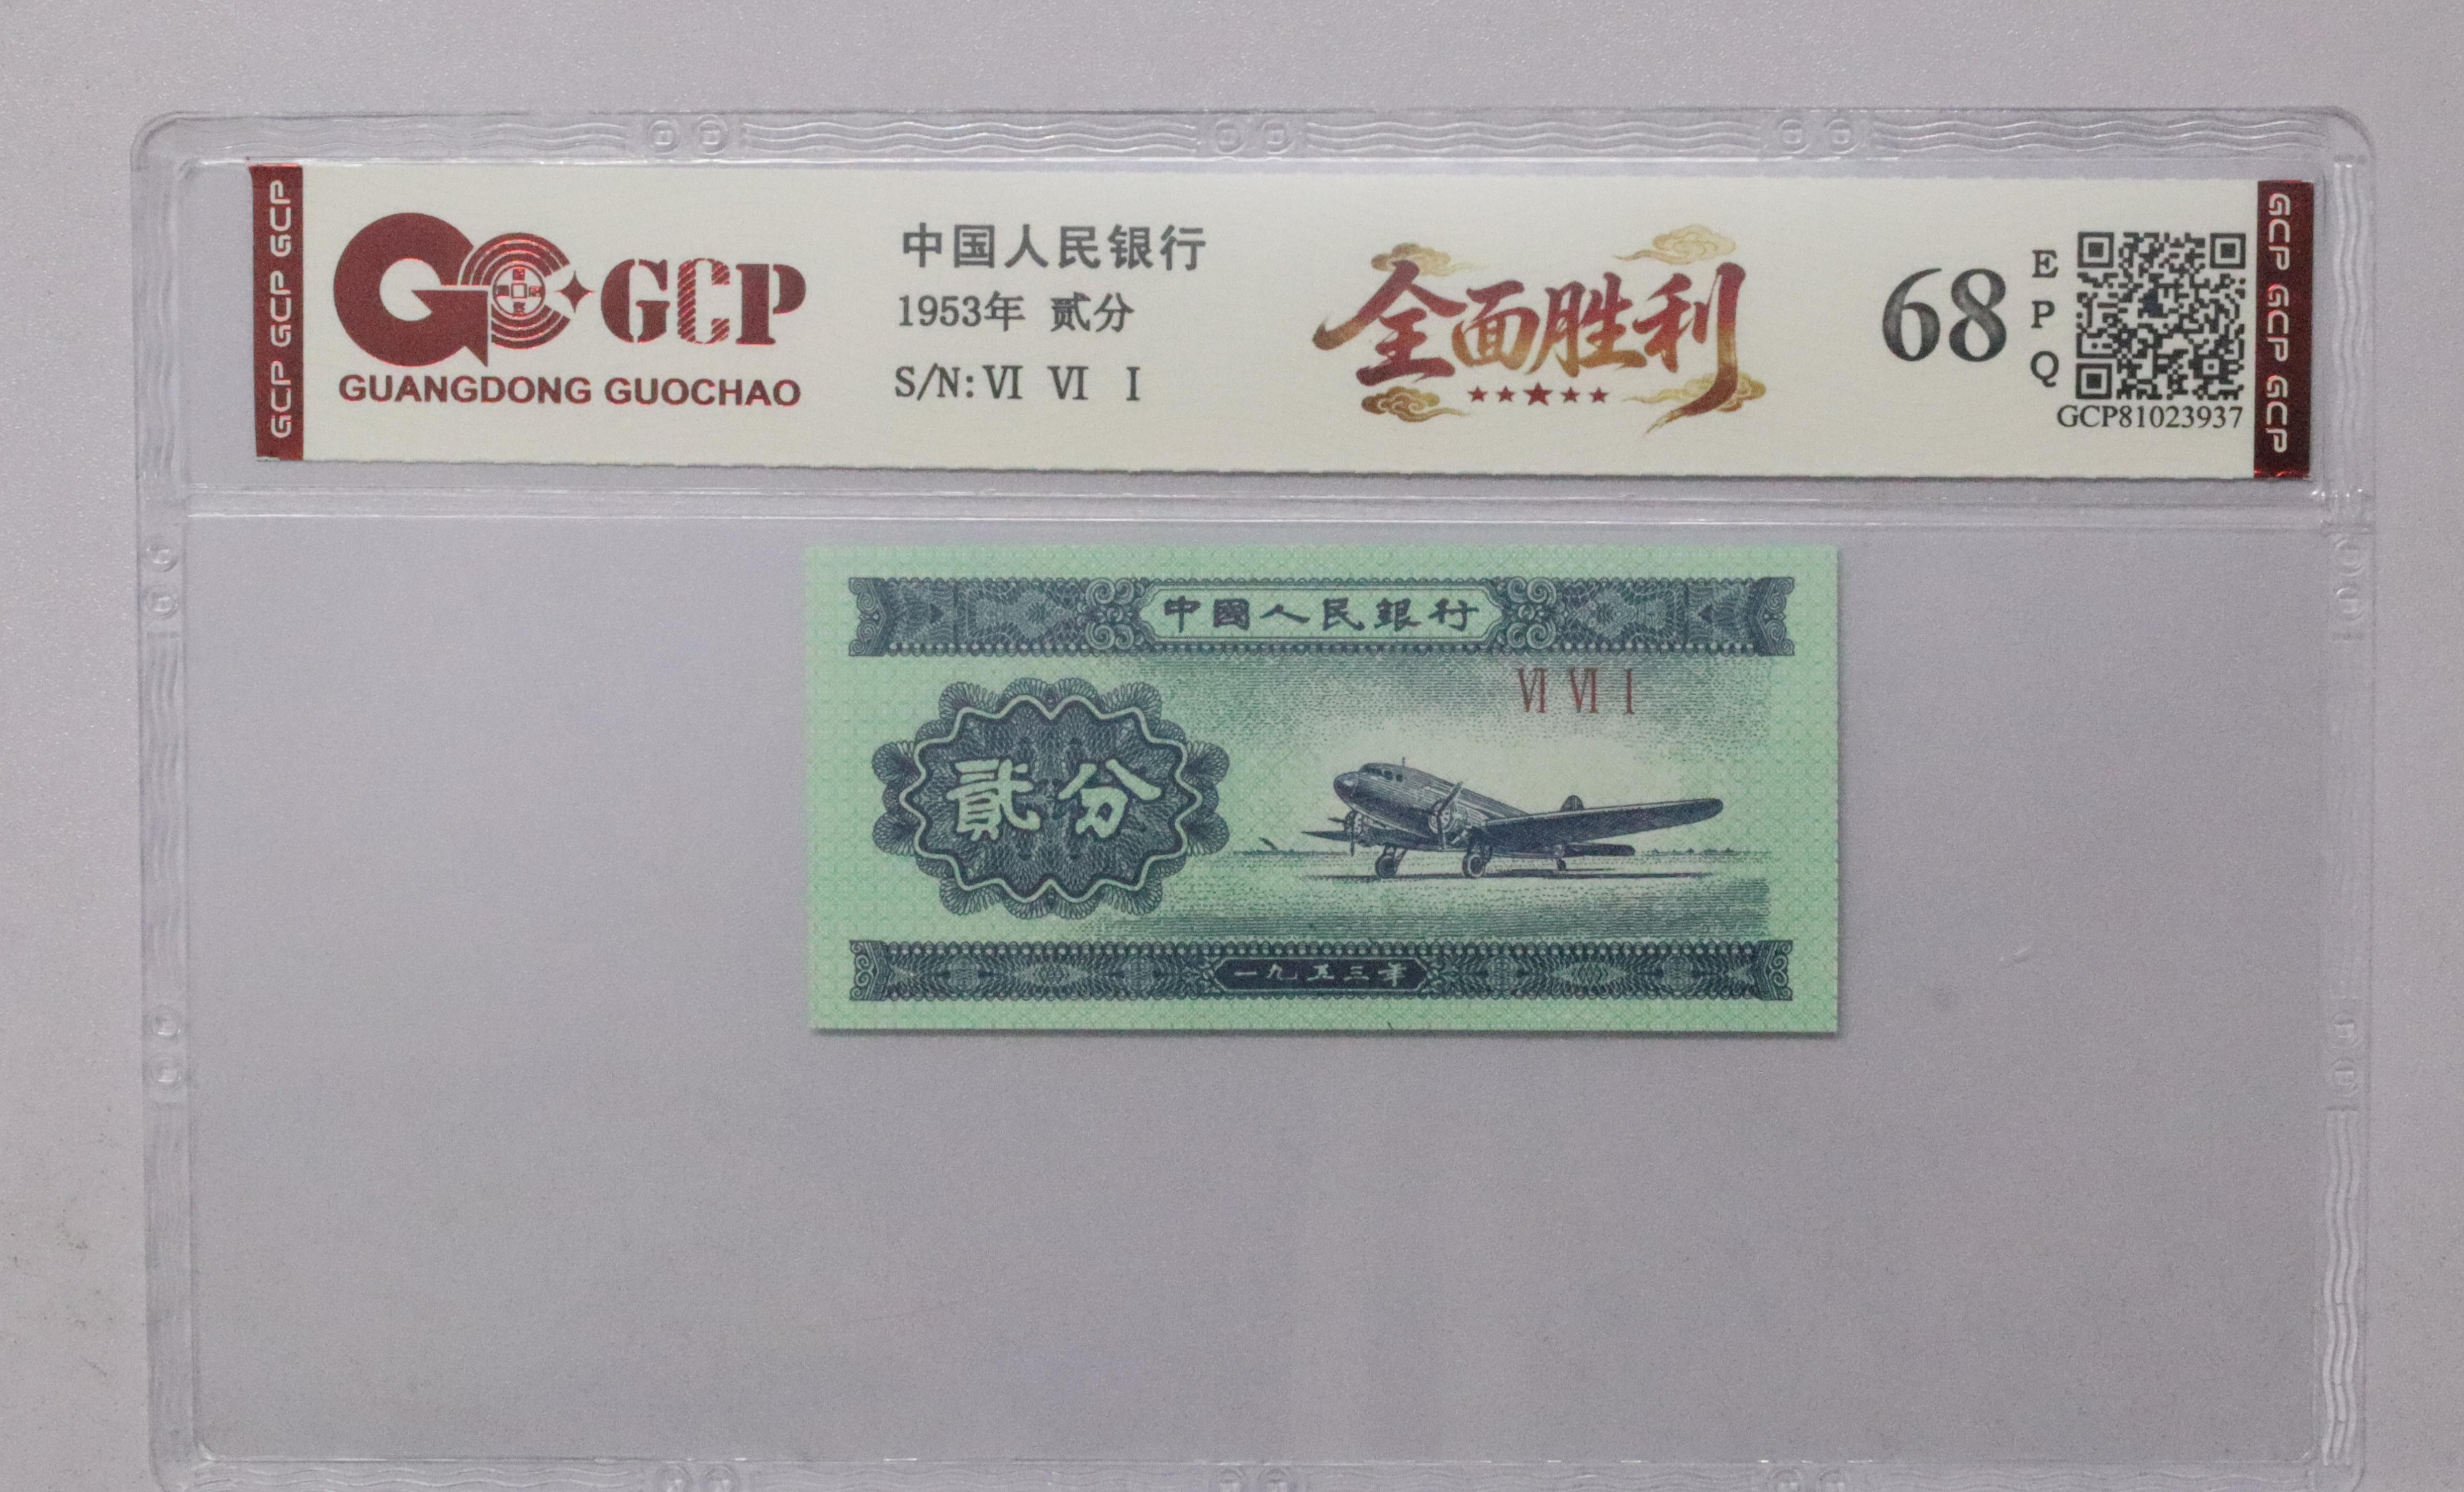 GCP GCP GCP
GCP
GUANGDONG GUOCHAO
中国人民银行
1953年 贰分
S/N: VI VI I
全面胜利
68
E
P
Q
GCP81023937
GCP GCP GCP
中國人民銀行
VI VI I
貳分
一九五三年